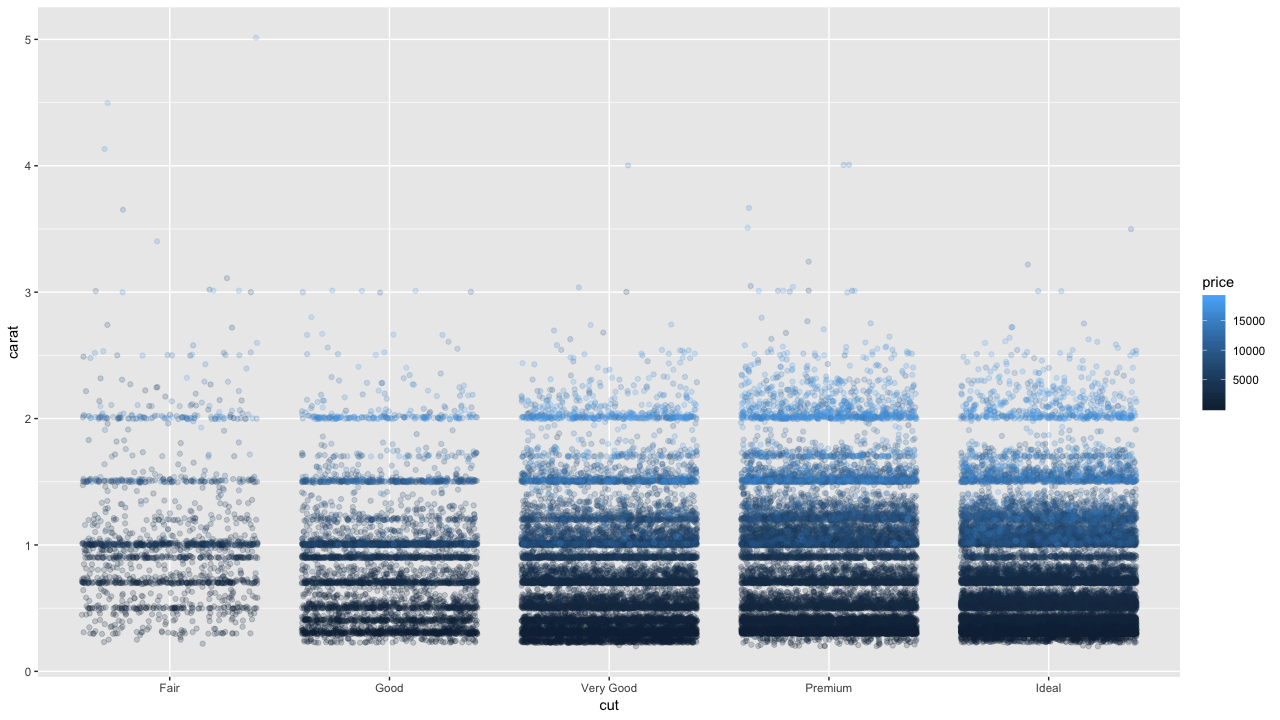 carat
5
4
3
2
1
0
Fair
Good
Very Good
Premium
Ideal
cut
price
15000
10000
5000